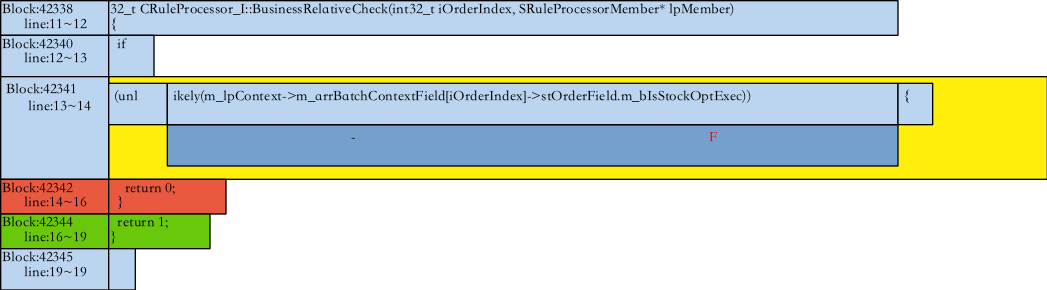 Block:42338 32_t CRuleProcessor_I::BusinessRelativeCheck(int32_t iOrderIndex, SRuleProcessorMember* lpMember)
line:11~12 {
Block:42340 if
line:12~13
Block:42341 (unl ikely(m_lpContext->m_arrBatchContextField[iOrderIndex]->stOrderField.m_bIsStockOptExec)) {
line:13~14
- F
Block:42342 return 0;
line:14~16 }
Block:42344 return 1;
line:16~19 }
Block:42345
line:19~19